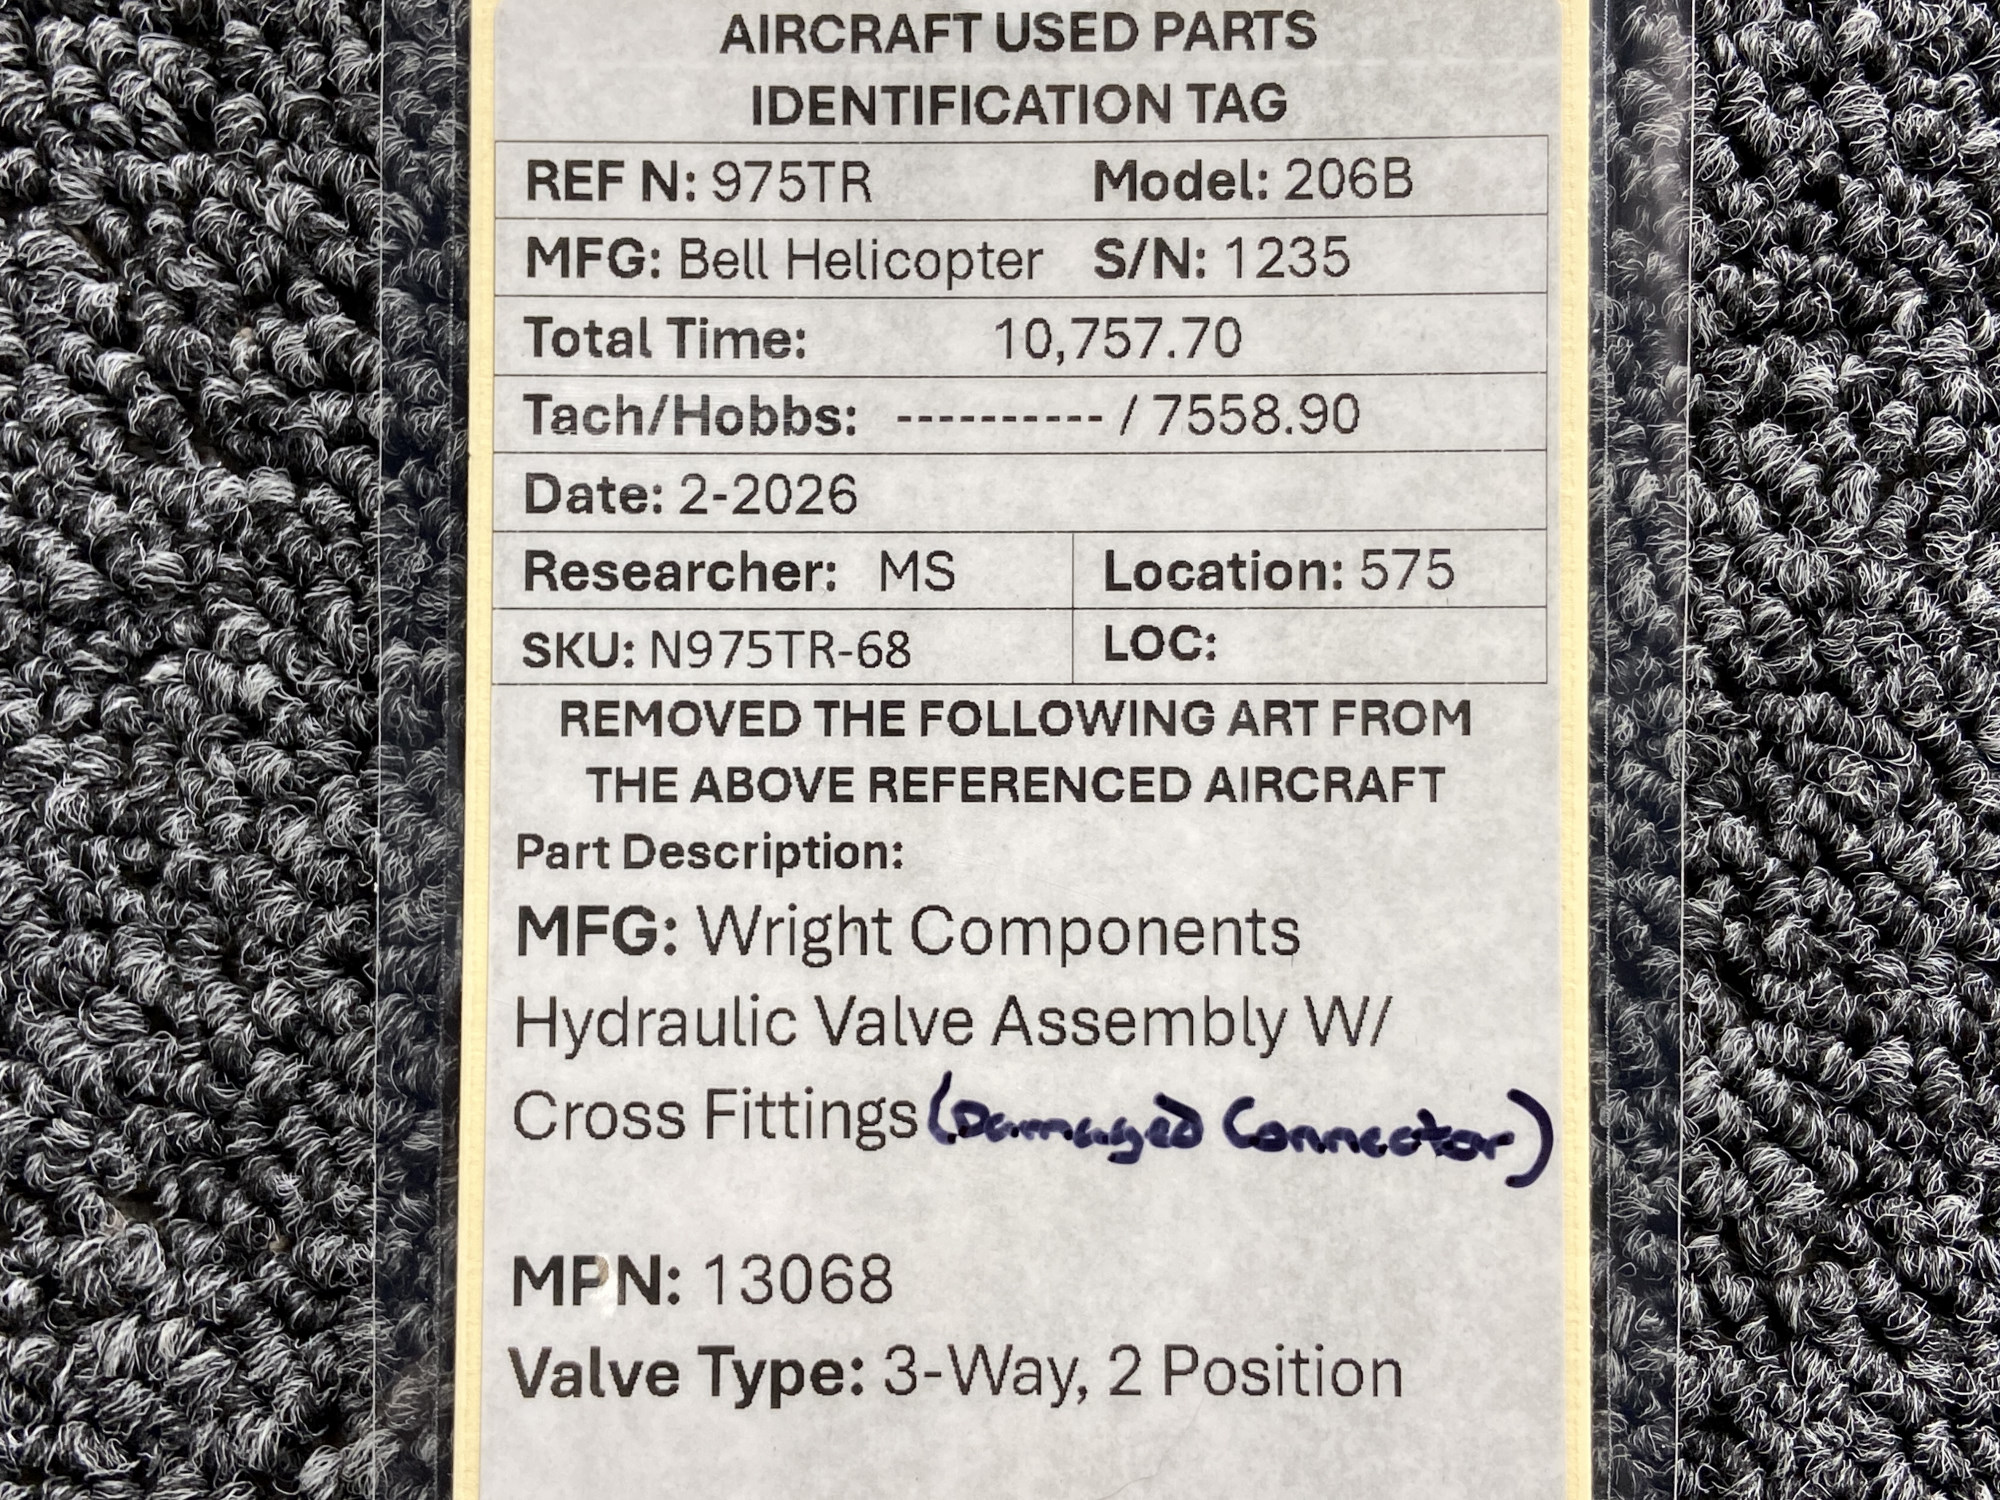 AIRCRAFT USED PARTS
IDENTIFICATION TAG
REF N: 975TR Model: 206B
MFG: Bell Helicopter S/N: 1235
Total Time: 10,757.70
Tach/Hobbs: ---------- / 7558.90
Date: 2-2026
Researcher: MS Location: 575
SKU: N975TR-68 LOC:
REMOVED THE FOLLOWING ART FROM
THE ABOVE REFERENCED AIRCRAFT
Part Description:
MFG: Wright Components
Hydraulic Valve Assembly W/
Cross Fittings (Damaged Connector)
MPN: 13068
Valve Type: 3-Way, 2 Position